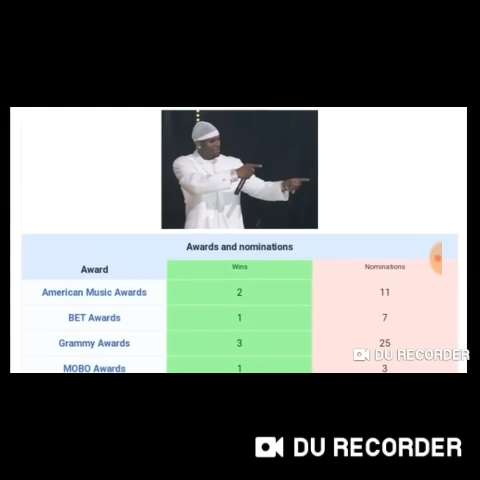 Awards and nominations
Award Wins Nominations
American Music Awards 2 11
BET Awards 1 7
Grammy Awards 3 25
MOBO Awards 1 3
DU RECORDER
DU RECORDER